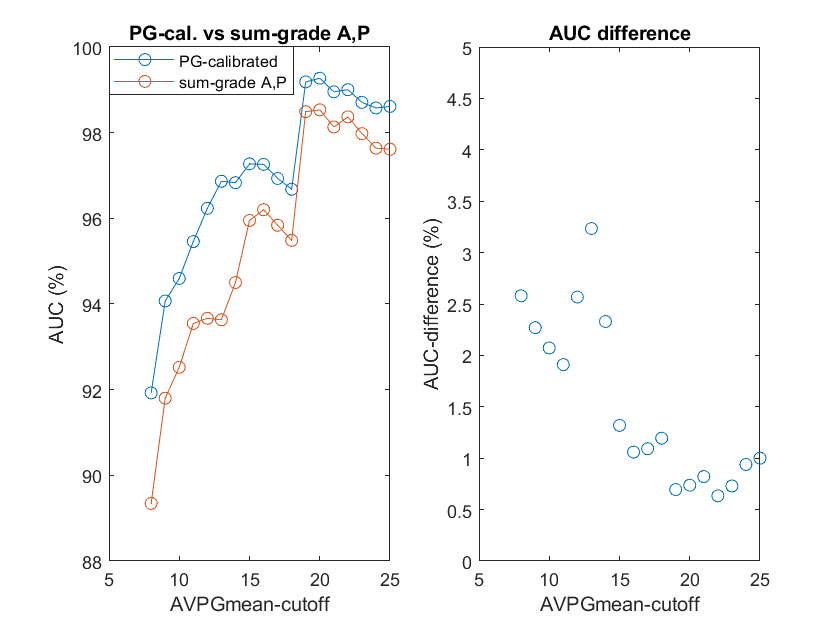 PG-cal. vs sum-grade A,P
PG-calibrated
sum-grade A,P
100
98
96
94
92
90
88
AUC (%)
5 10 15 20 25
AVPGmean-cutoff
AUC difference
5
4.5
4
3.5
3
2.5
2
1.5
1
0.5
0
AUC-difference (%)
5 10 15 20 25
AVPGmean-cutoff